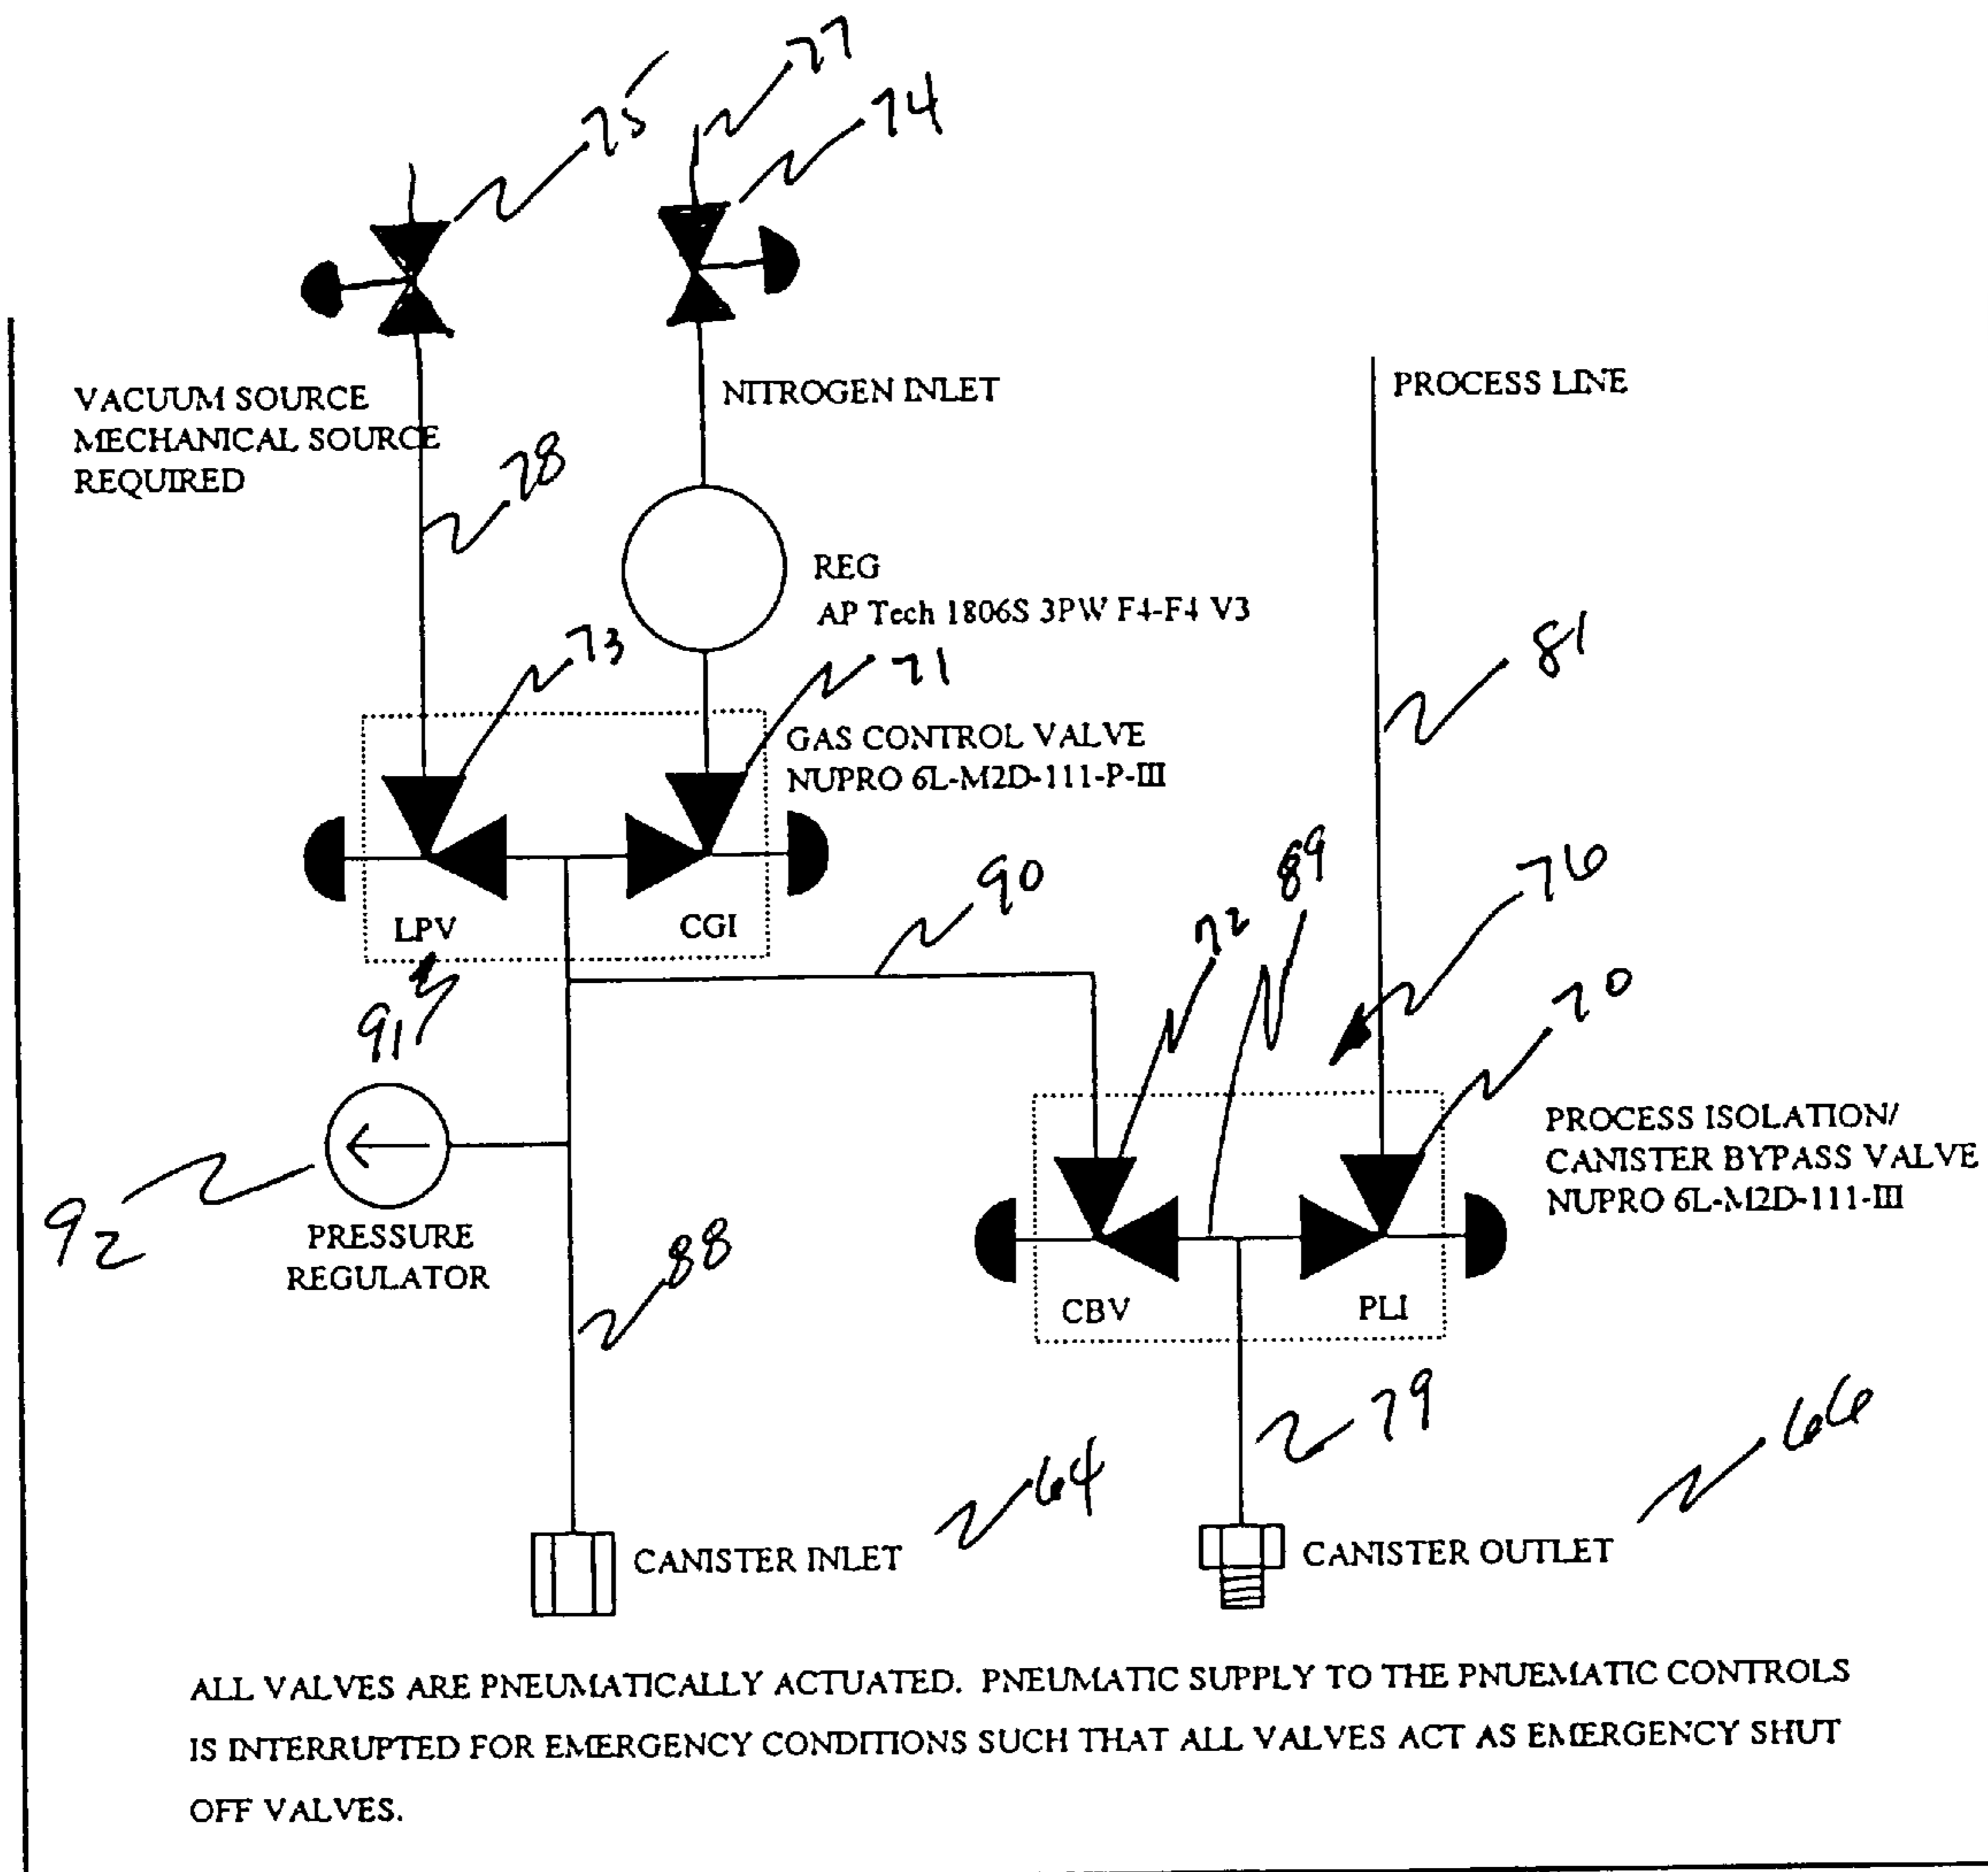 77
75
74
VACUUM SOURCE
MECHANICAL SOURCE
REQUIRED
NITROGEN INLET
PROCESS LINE
78
REG
AP Tech 1806S 3PW F4-F4 V3
73
71
81
GAS CONTROL VALVE
NUPRO 6L-M2D-111-P-III
LPV
CGI
90
89
76
72
70
91
PROCESS ISOLATION/
CANISTER BYPASS VALVE
NUPRO 6L-M2D-111-III
92
PRESSURE
REGULATOR
88
CBV
PLI
79
64
66
CANISTER INLET
CANISTER OUTLET
ALL VALVES ARE PNEUMATICALLY ACTUATED. PNEUMATIC SUPPLY TO THE PNUEMATIC CONTROLS
IS INTERRUPTED FOR EMERGENCY CONDITIONS SUCH THAT ALL VALVES ACT AS EMERGENCY SHUT
OFF VALVES.